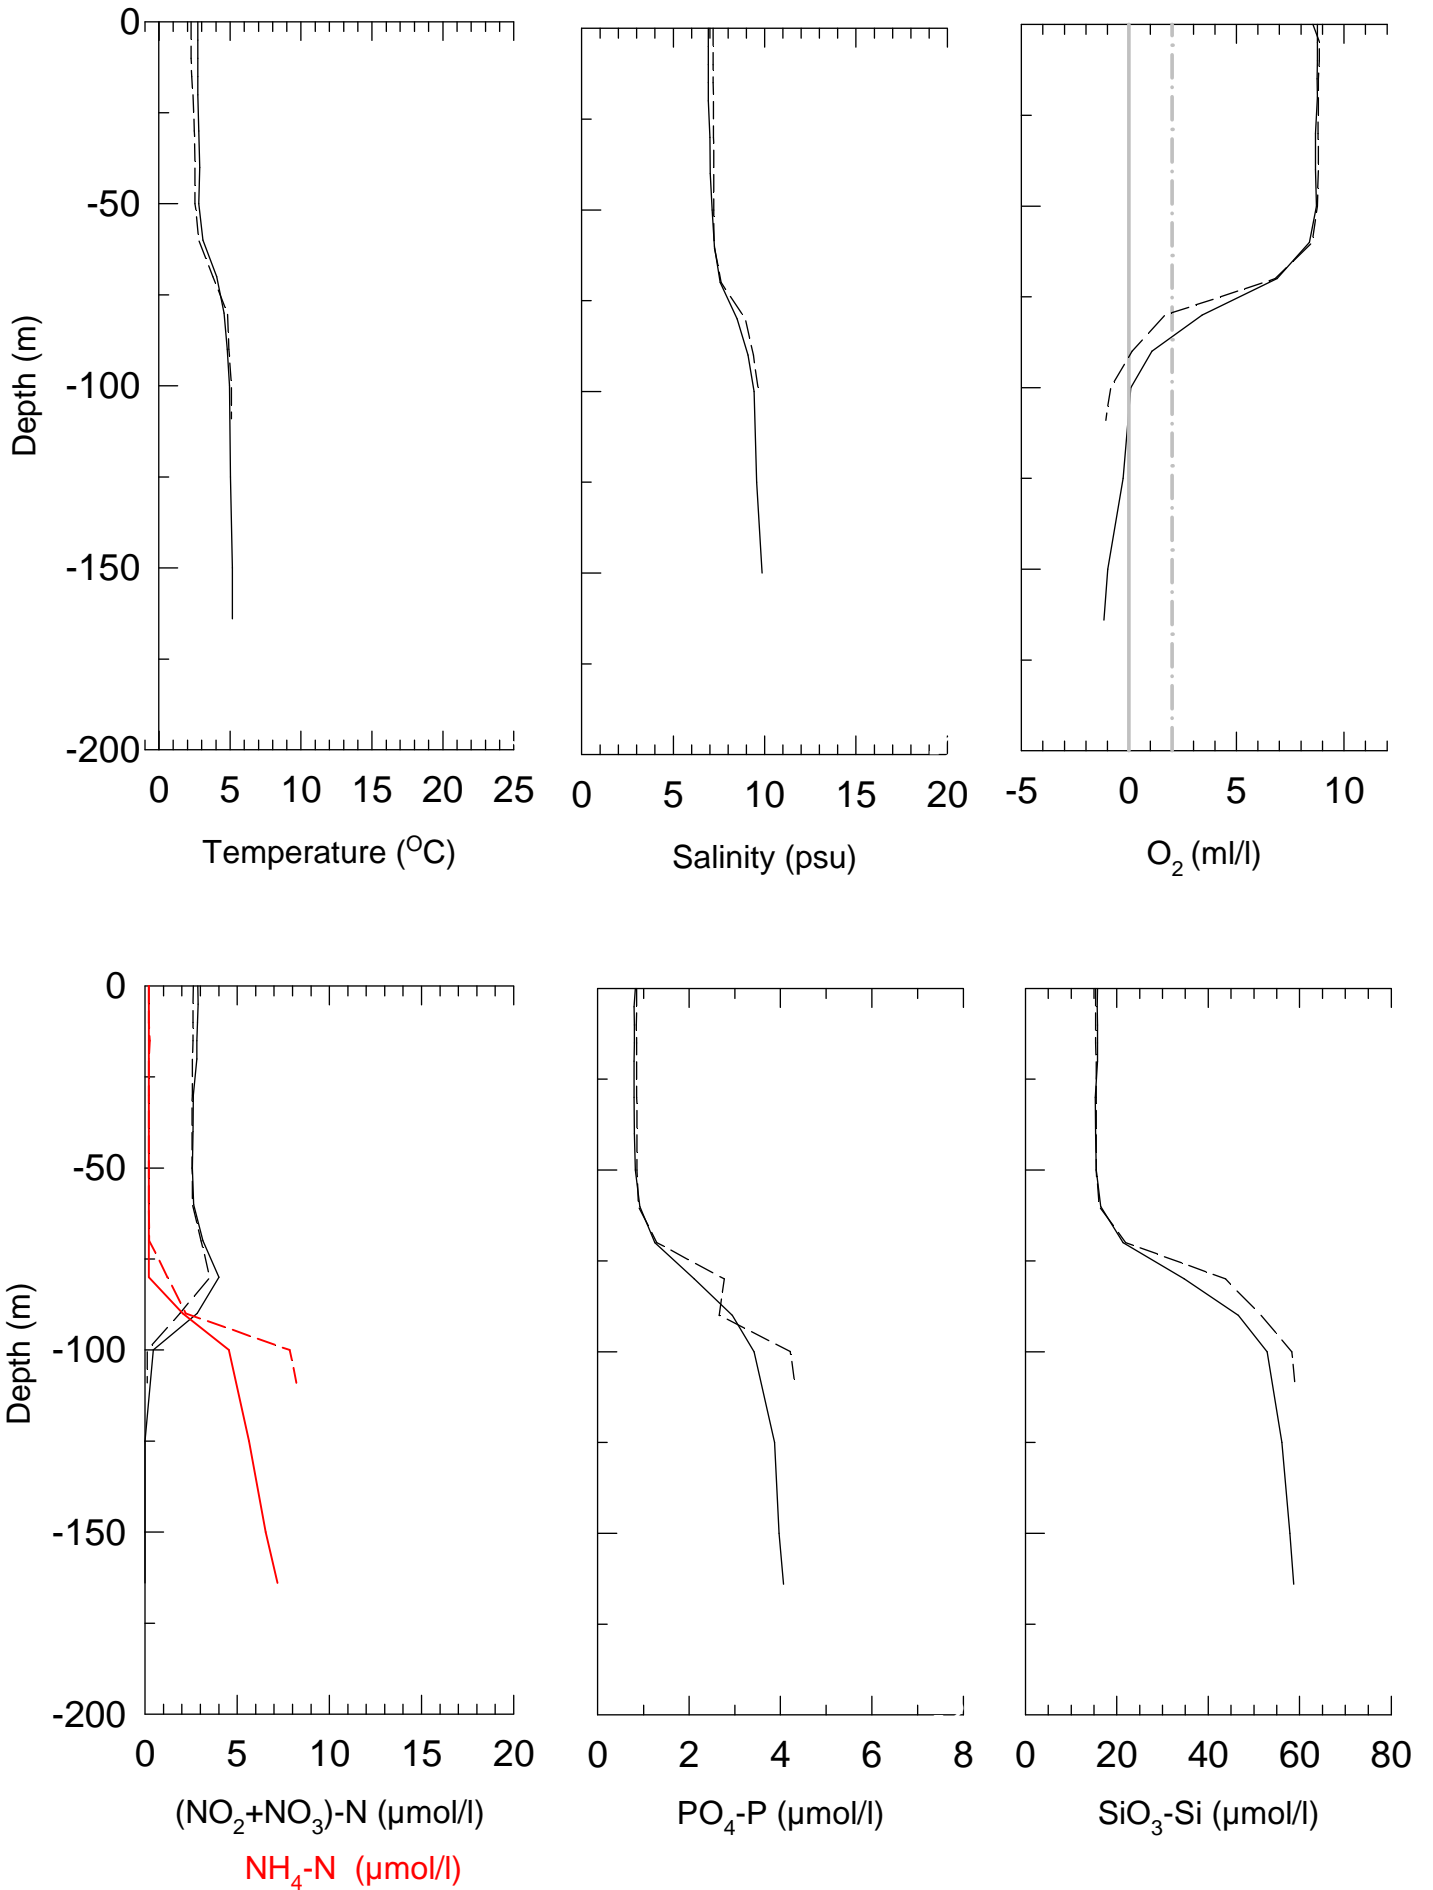 0
-50
-100
-150
-200
Depth (m)
0 5 10 15 20 25
Temperature (ᴼC)
0 5 10 15 20
Salinity (psu)
-5 0 5 10
O₂ (ml/l)
0
-50
-100
-150
-200
Depth (m)
0 5 10 15 20
(NO₂+NO₃)-N (µmol/l)
NH₄-N (µmol/l)
0 2 4 6 8
PO₄-P (µmol/l)
0 20 40 60 80
SiO₃-Si (µmol/l)